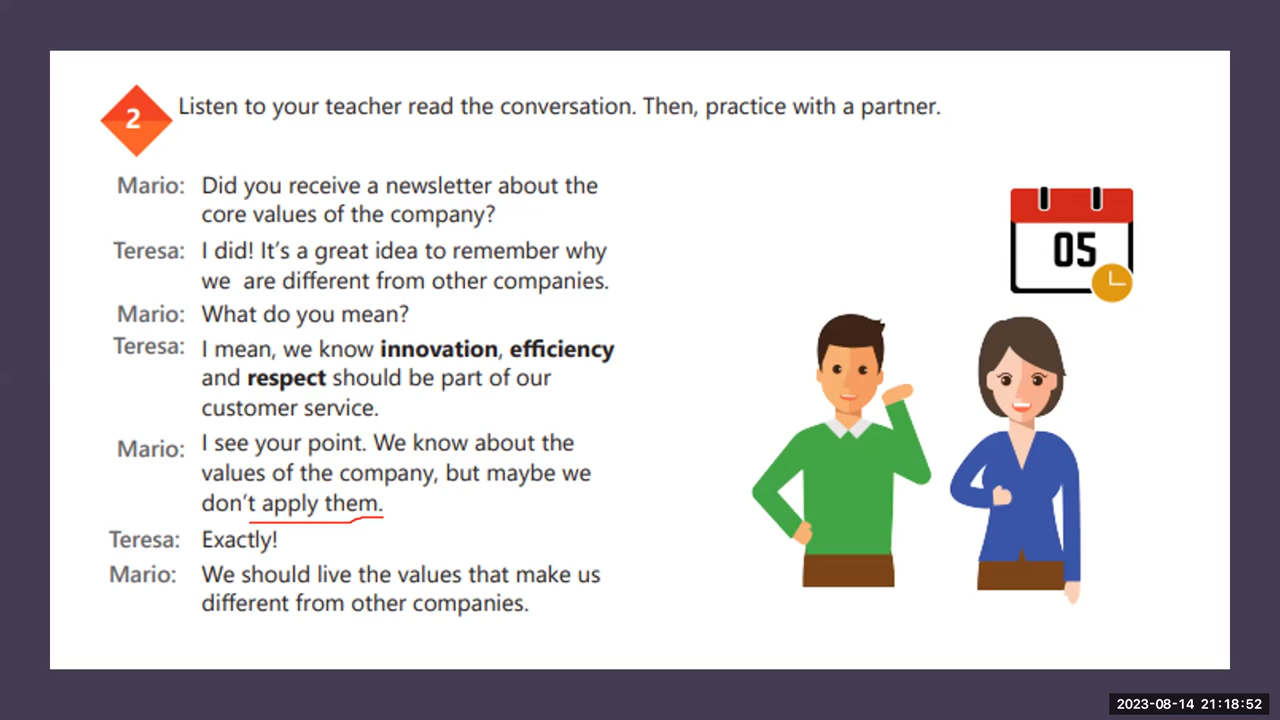 2
Listen to your teacher read the conversation. Then, practice with a partner.
Mario: Did you receive a newsletter about the
core values of the company?
Teresa: I did! It's a great idea to remember why
we are different from other companies.
Mario: What do you mean?
Teresa: I mean, we know innovation, efficiency
and respect should be part of our
customer service.
Mario: I see your point. We know about the
values of the company, but maybe we
don't apply them.
Teresa: Exactly!
Mario: We should live the values that make us
different from other companies.
05
2023-08-14 21:18:52